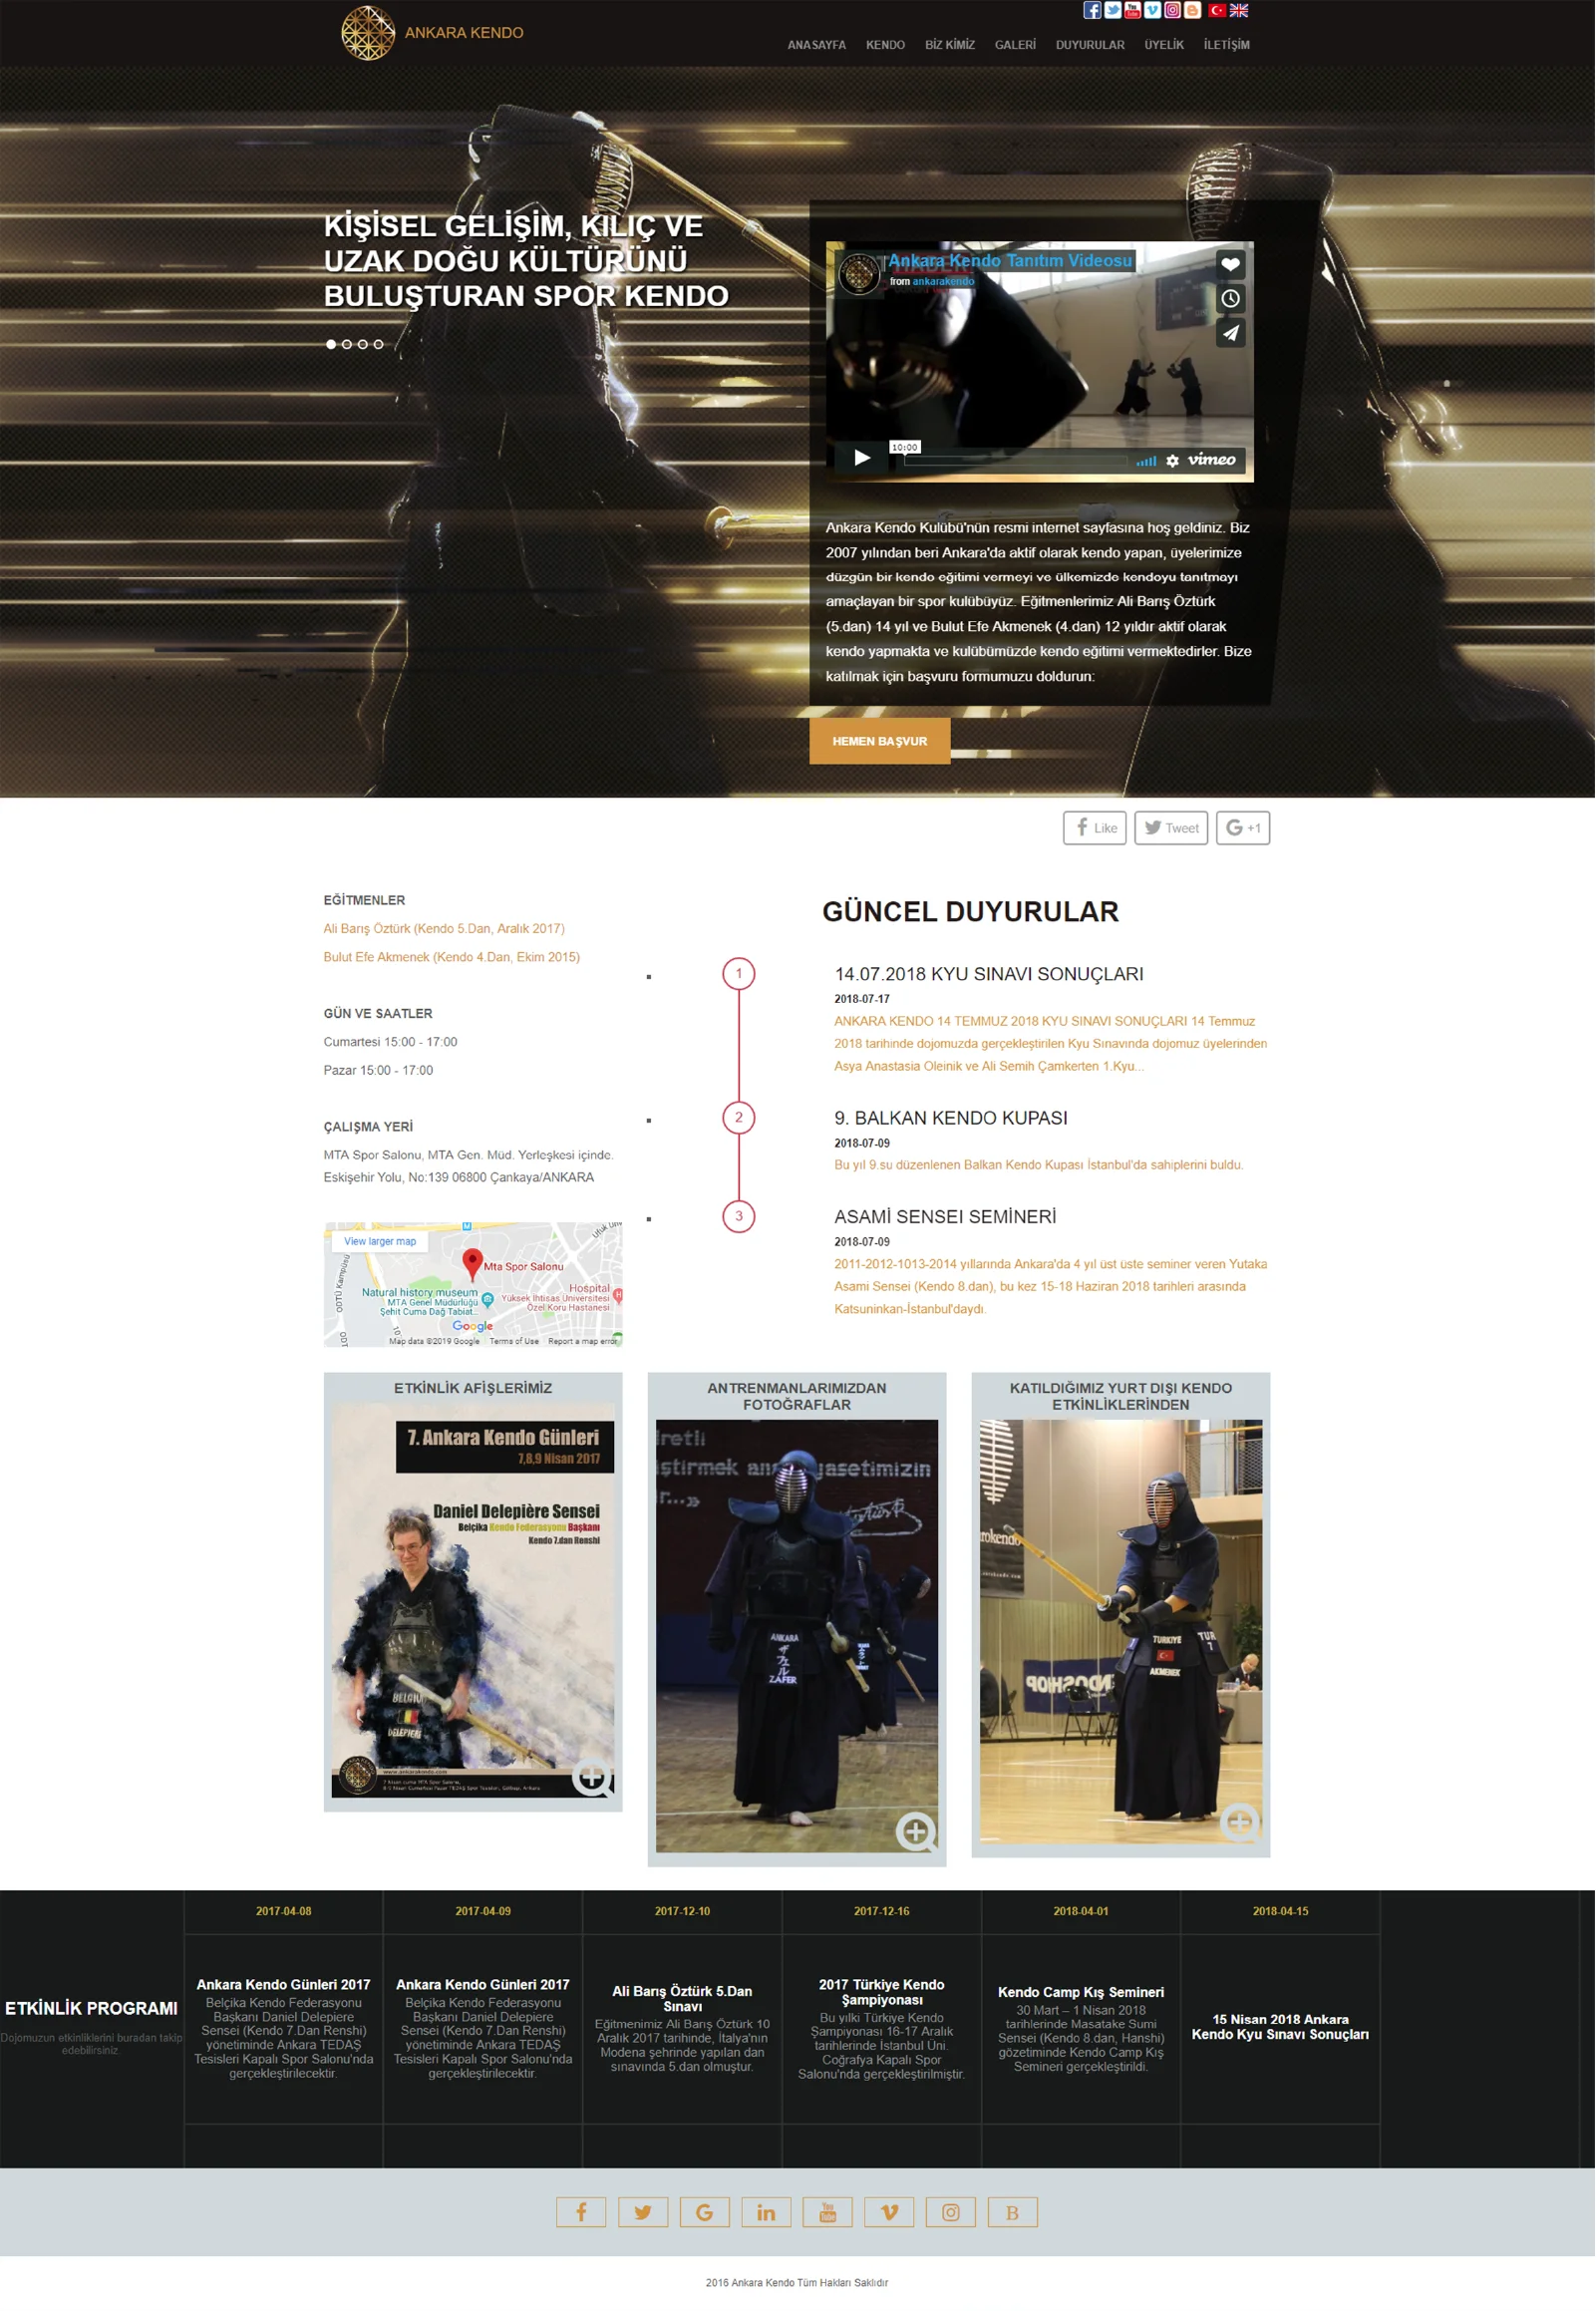 ANKARA KENDO
ANASAYFA KENDO BİZ KİMİZ GALERİ DUYURULAR ÜYELİK İLETİŞİM
KİŞİSEL GELİŞİM, KILIÇ VE
UZAK DOĞU KÜLTÜRÜNÜ
BULUŞTURAN SPOR KENDO
Ankara Kendo Tanıtım Videosu
from ankarakendo
10:00
vimeo
Ankara Kendo Kulübü'nün resmi internet sayfasına hoş geldiniz. Biz
2007 yılından beri Ankara'da aktif olarak kendo yapan, üyelerimize
düzgün bir kendo eğitimi vermeyi ve ülkemizde kendoyu tanıtmayı
amaçlayan bir spor kulübüyüz. Eğitmenlerimiz Ali Barış Öztürk
(5.dan) 14 yıl ve Bulut Efe Akmenek (4.dan) 12 yıldır aktif olarak
kendo yapmakta ve kulübümüzde kendo eğitimi vermektedirler. Bize
katılmak için başvuru formumuzu doldurun:
HEMEN BAŞVUR
Like Tweet +1
EĞİTMENLER
Ali Barış Öztürk (Kendo 5.Dan, Aralık 2017)
Bulut Efe Akmenek (Kendo 4.Dan, Ekim 2015)
GÜN VE SAATLER
Cumartesi 15:00 - 17:00
Pazar 15:00 - 17:00
ÇALIŞMA YERİ
MTA Spor Salonu, MTA Gen. Müd. Yerleşkesi içinde.
Eskişehir Yolu, No:139 06800 Çankaya/ANKARA
View larger map
Mta Spor Salonu
Natural history museum
MTA Genel Müdürlüğü
Şehit Cuma Dağ Tabiat...
Hospital
Yüksek İhtisas Üniversitesi
Özel Koru Hastanesi
ODTÜ Kampüsü
Google
Map data ©2019 Google Terms of Use Report a map error
GÜNCEL DUYURULAR
1
14.07.2018 KYU SINAVI SONUÇLARI
2018-07-17
ANKARA KENDO 14 TEMMUZ 2018 KYU SINAVI SONUÇLARI 14 Temmuz
2018 tarihinde dojomuzda gerçekleştirilen Kyu Sınavında dojomuz üyelerinden
Asya Anastasia Oleinik ve Ali Semih Çamkerten 1.Kyu...
2
9. BALKAN KENDO KUPASI
2018-07-09
Bu yıl 9.su düzenlenen Balkan Kendo Kupası İstanbul'da sahiplerini buldu.
3
ASAMİ SENSEI SEMİNERİ
2018-07-09
2011-2012-1013-2014 yıllarında Ankara'da 4 yıl üst üste seminer veren Yutaka
Asami Sensei (Kendo 8.dan), bu kez 15-18 Haziran 2018 tarihleri arasında
Katsuninkan-İstanbul'daydı.
ETKİNLİK AFİŞLERİMİZ
7. Ankara Kendo Günleri
7,8,9 Nisan 2017
Daniel Delepière Sensei
Belçika Kendo Federasyonu Başkanı
Kendo 7.dan Renshi
BELGIUM
DELEPIERE
www.ankarakendo.com
ANTRENMANLARIMIZDAN
FOTOĞRAFLAR
ANKARA
ザフェル
ZAFER
KATILDIĞIMIZ YURT DIŞI KENDO
ETKİNLİKLERİNDEN
TURKIYE
AKMENEK
TUR
ETKİNLİK PROGRAMI
Dojomuzun etkinliklerini buradan takip
edebilirsiniz.
2017-04-08
Ankara Kendo Günleri 2017
Belçika Kendo Federasyonu
Başkanı Daniel Delepiere
Sensei (Kendo 7.Dan Renshi)
yönetiminde Ankara TEDAŞ
Tesisleri Kapalı Spor Salonu'nda
gerçekleştirilecektir.
2017-04-09
Ankara Kendo Günleri 2017
Belçika Kendo Federasyonu
Başkanı Daniel Delepiere
Sensei (Kendo 7.Dan Renshi)
yönetiminde Ankara TEDAŞ
Tesisleri Kapalı Spor Salonu'nda
gerçekleştirilecektir.
2017-12-10
Ali Barış Öztürk 5.Dan
Sınavı
Eğitmenimiz Ali Barış Öztürk 10
Aralık 2017 tarihinde, İtalya'nın
Modena şehrinde yapılan dan
sınavında 5.dan olmuştur.
2017-12-16
2017 Türkiye Kendo
Şampiyonası
Bu yılki Türkiye Kendo
Şampiyonası 16-17 Aralık
tarihlerinde İstanbul Üni.
Coğrafya Kapalı Spor
Salonu'nda gerçekleştirilmiştir.
2018-04-01
Kendo Camp Kış Semineri
30 Mart – 1 Nisan 2018
tarihlerinde Masatake Sumi
Sensei (Kendo 8.dan, Hanshi)
gözetiminde Kendo Camp Kış
Semineri gerçekleştirildi.
2018-04-15
15 Nisan 2018 Ankara
Kendo Kyu Sınavı Sonuçları
2016 Ankara Kendo Tüm Hakları Saklıdır